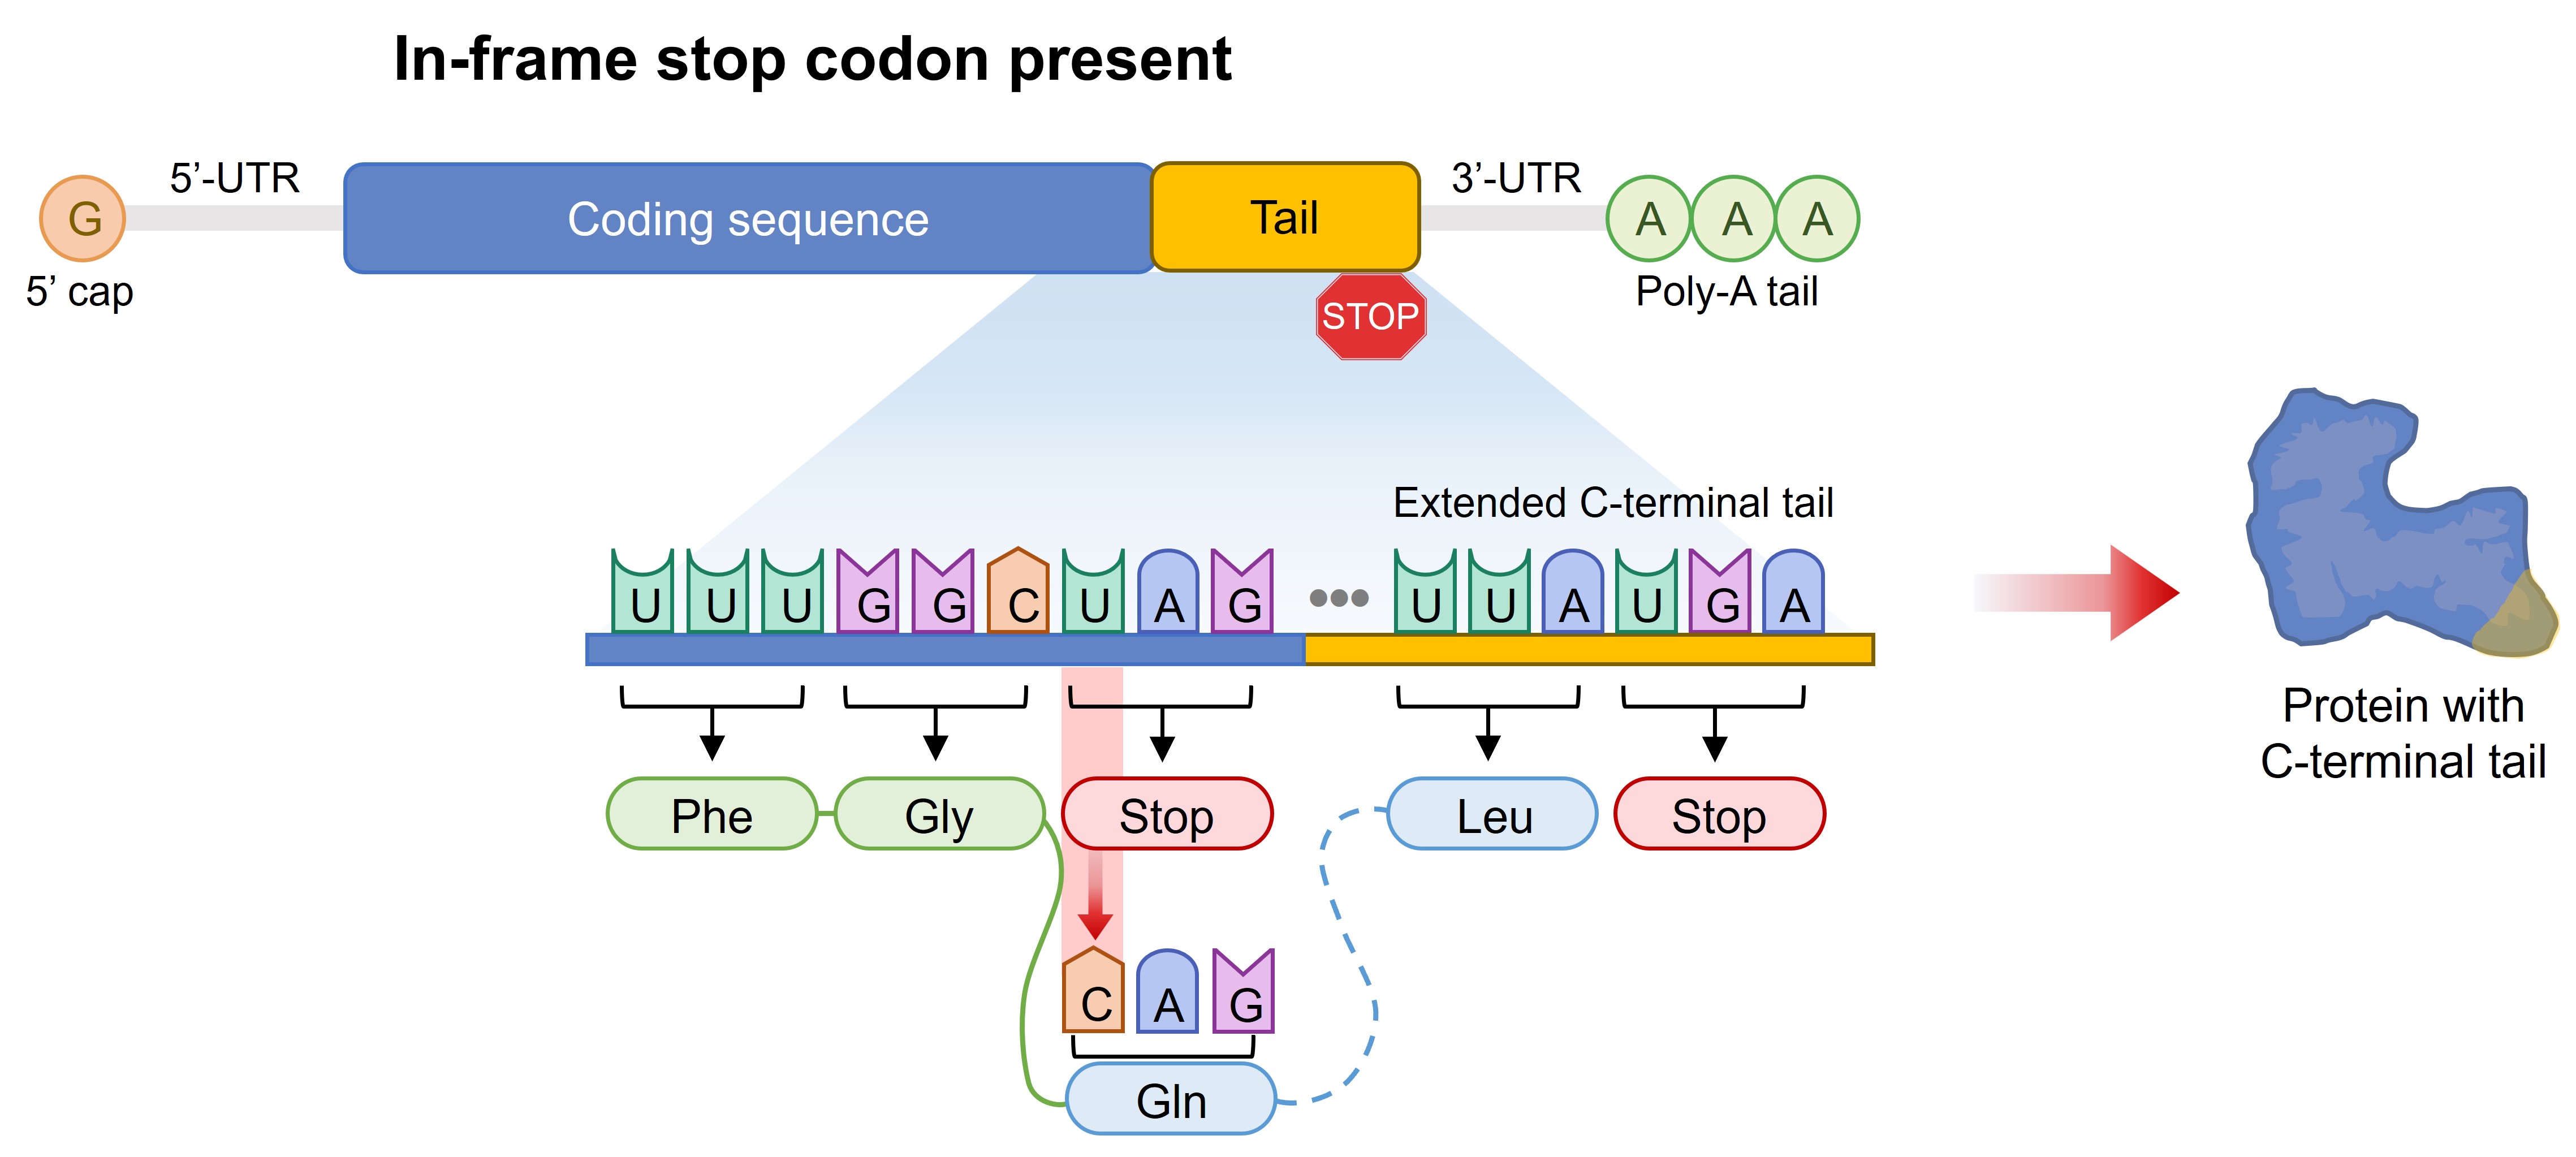 In-frame stop codon present
5’-UTR
3’-UTR
G
Coding sequence
Tail
A A A
5’ cap
STOP
Poly-A tail
Extended C-terminal tail
U U U G G C U A G ••• U U A U G A
Phe
Gly
Stop
Leu
Stop
C A G
Gln
Protein with
C-terminal tail